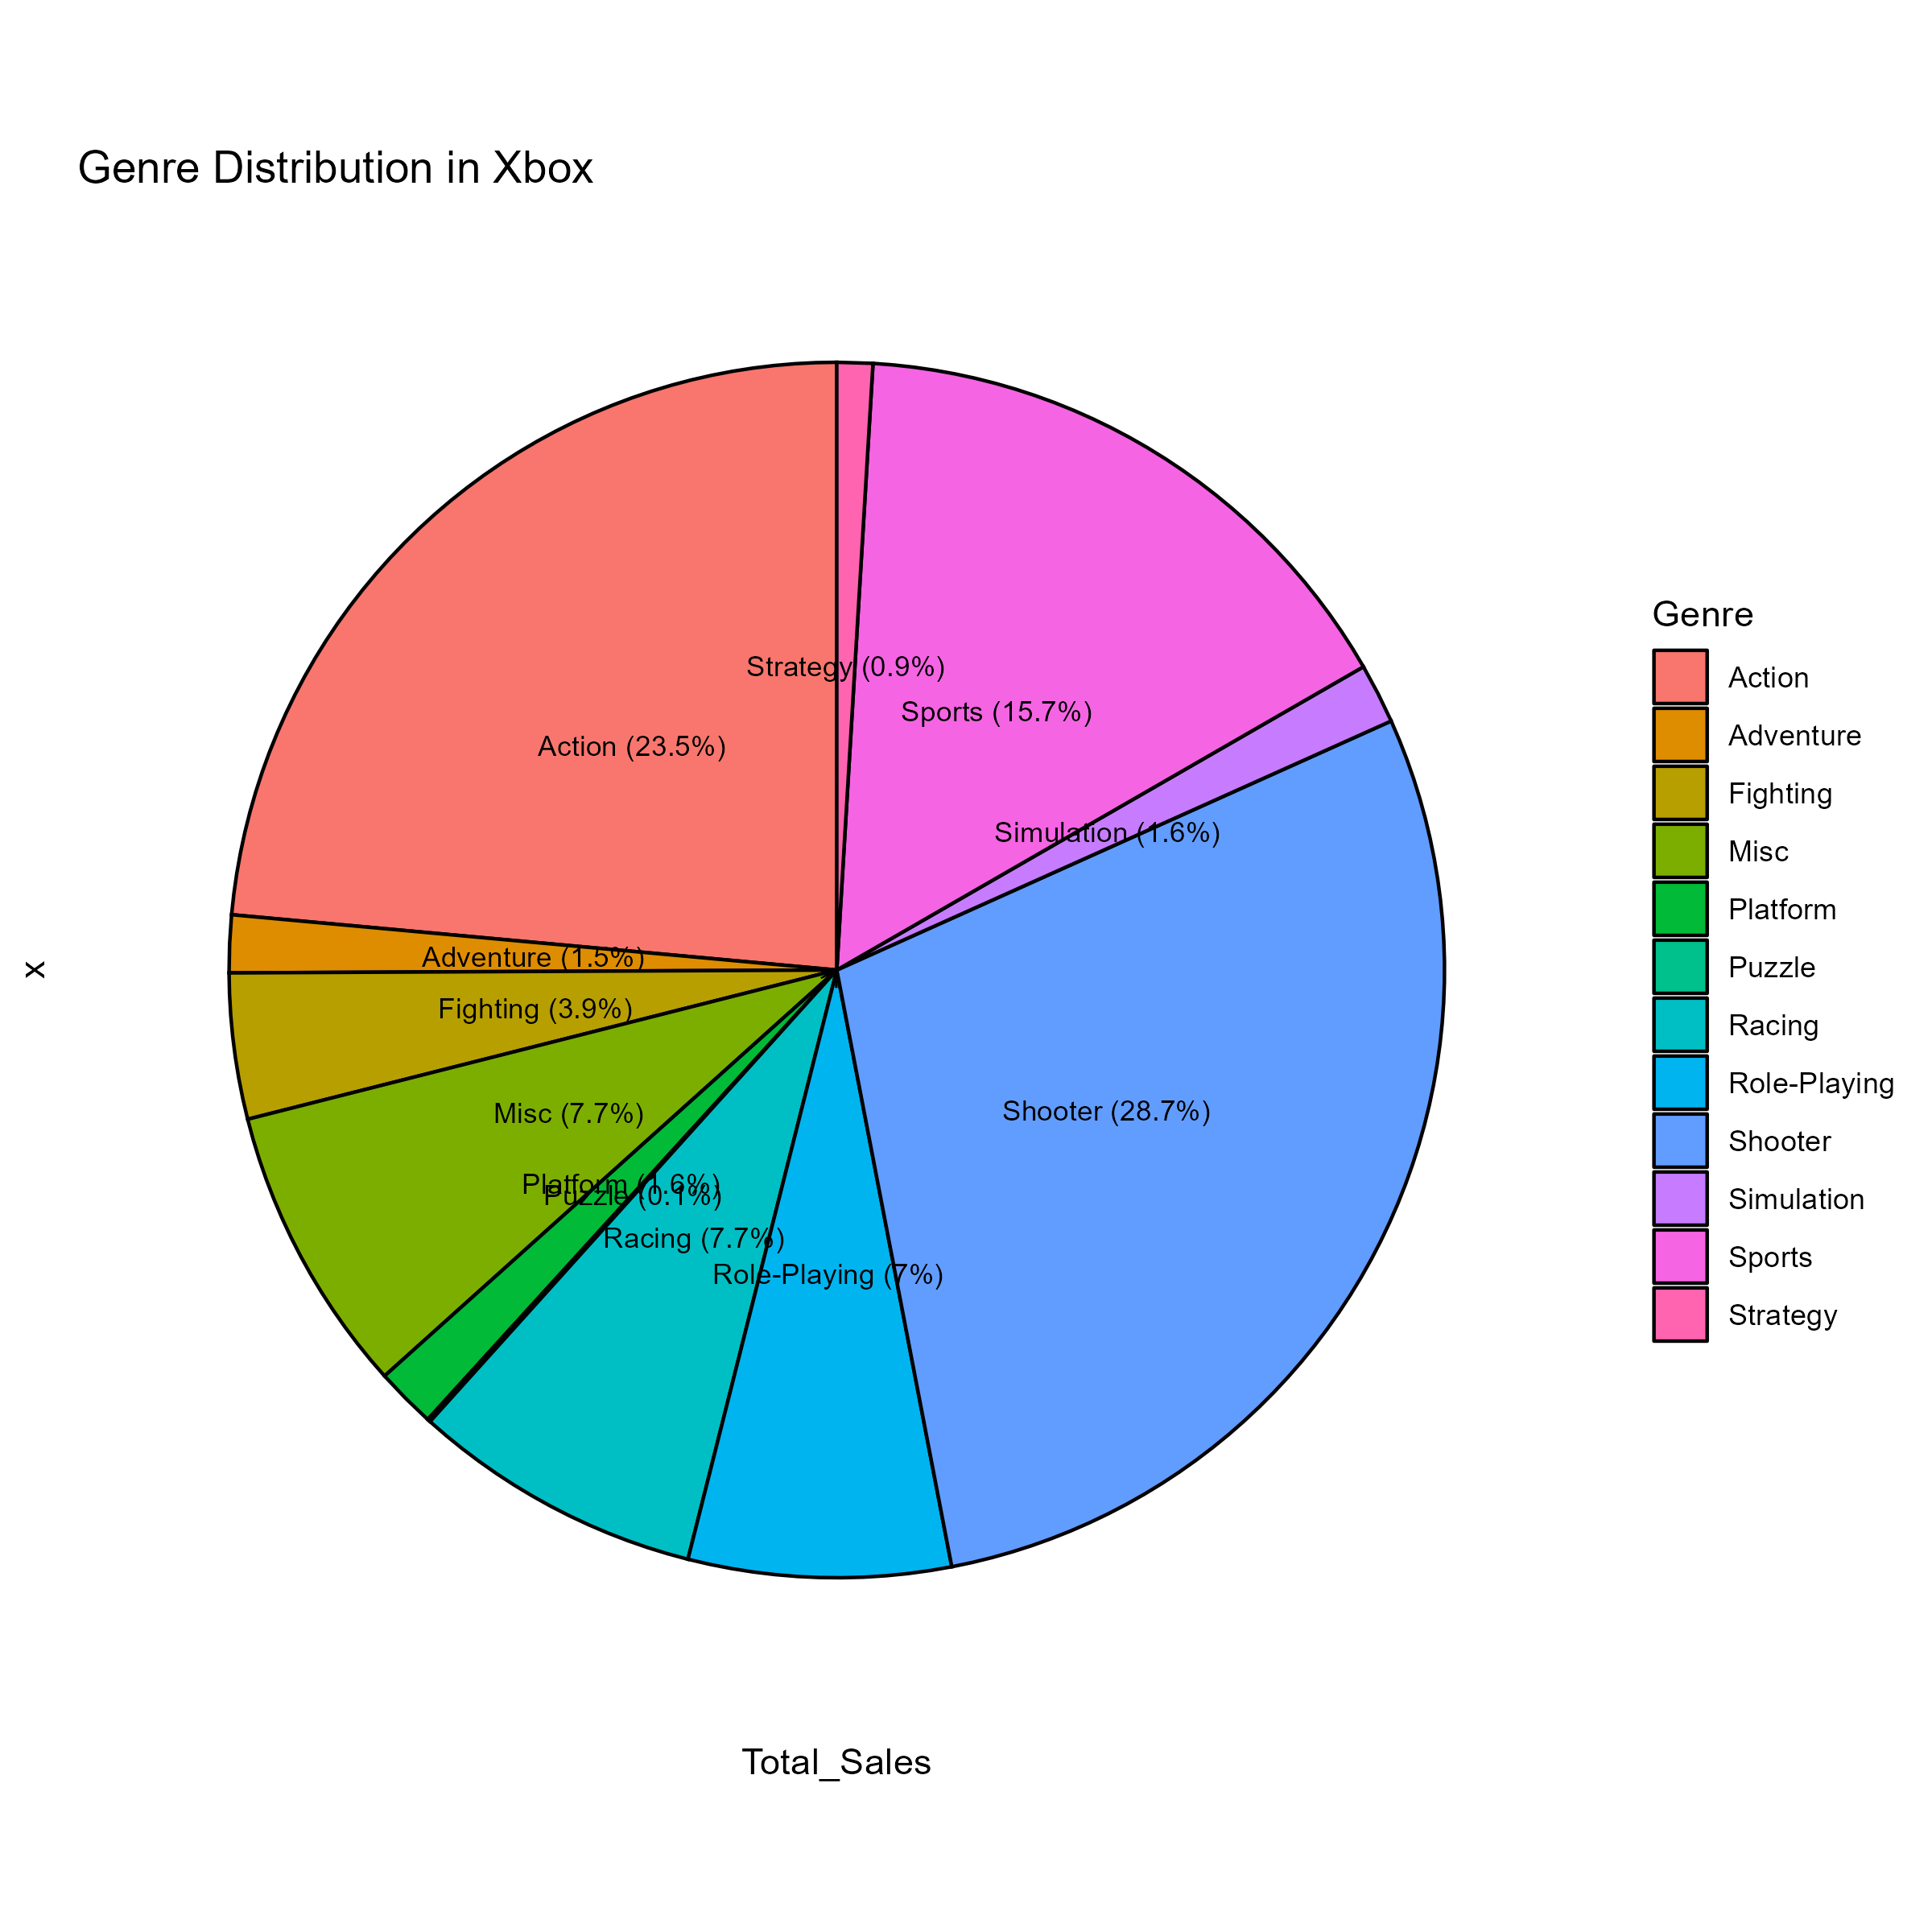 Genre Distribution in Xbox
Strategy (0.9%)
Sports (15.7%)
Action (23.5%)
Simulation (1.6%)
Adventure (1.5%)
Fighting (3.9%)
Shooter (28.7%)
Misc (7.7%)
Platform (1.6%)
Puzzle (0.1%)
Racing (7.7%)
Role-Playing (7%)
x
Total_Sales
Genre
Action
Adventure
Fighting
Misc
Platform
Puzzle
Racing
Role-Playing
Shooter
Simulation
Sports
Strategy